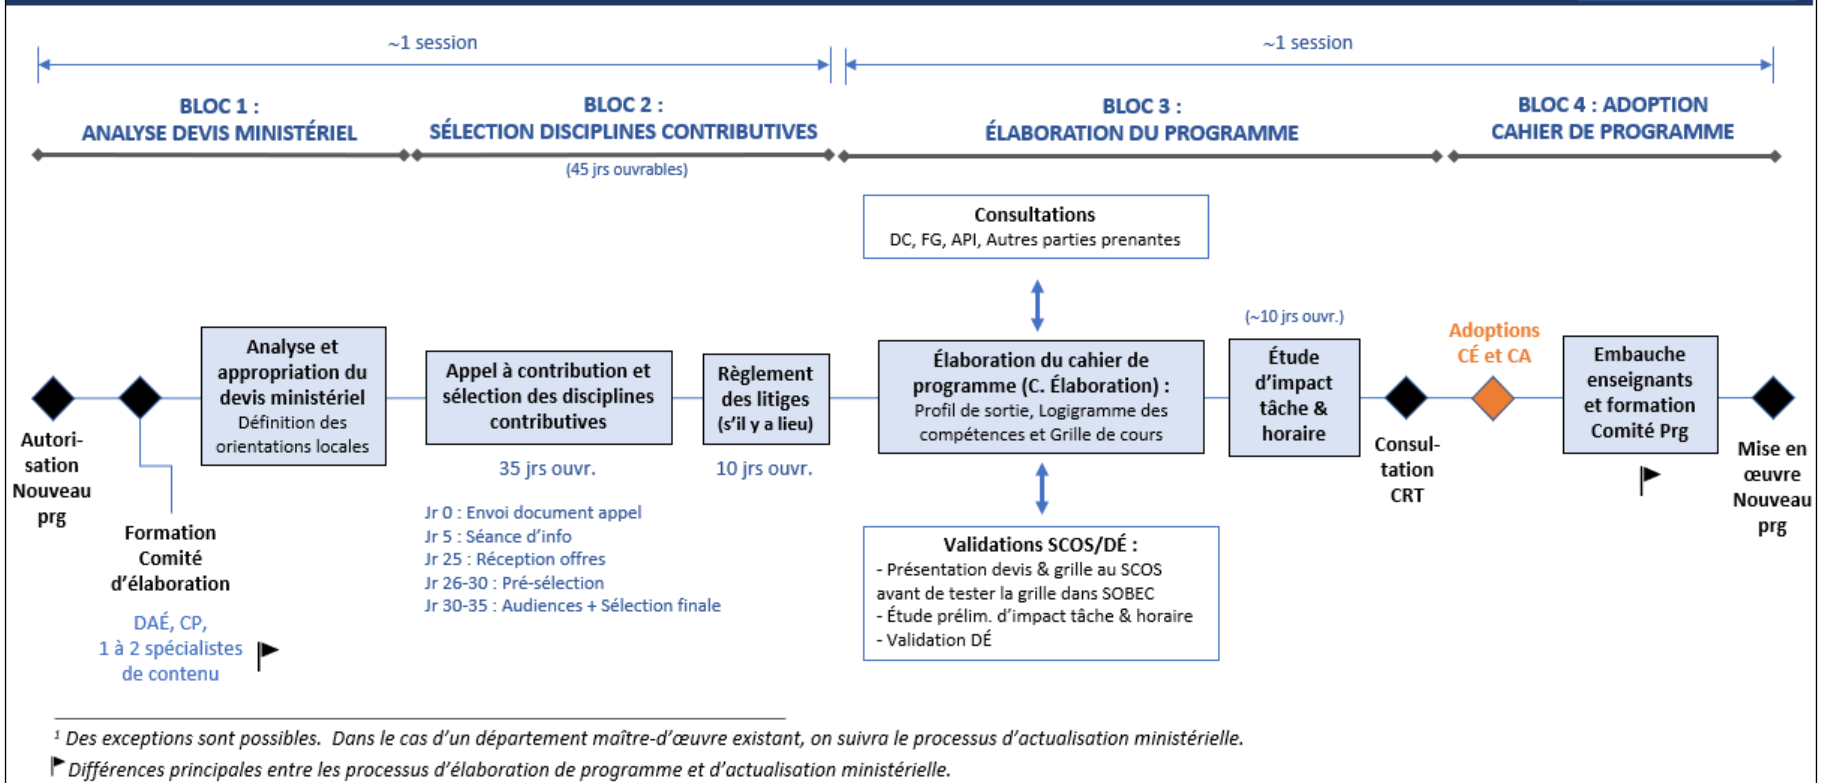 ~1 session
~1 session
BLOC 1 :
ANALYSE DEVIS MINISTÉRIEL
BLOC 2 :
SÉLECTION DISCIPLINES CONTRIBUTIVES
(45 jrs ouvrables)
BLOC 3 :
ÉLABORATION DU PROGRAMME
BLOC 4 : ADOPTION
CAHIER DE PROGRAMME
Autori-
sation
Nouveau
prg
Formation
Comité
d'élaboration
DAÉ, CP,
1 à 2 spécialistes
de contenu
Analyse et
appropriation du
devis ministériel
Définition des
orientations locales
Appel à contribution et
sélection des disciplines
contributives
35 jrs ouvr.
Jr 0 : Envoi document appel
Jr 5 : Séance d'info
Jr 25 : Réception offres
Jr 26-30 : Pré-sélection
Jr 30-35 : Audiences + Sélection finale
Règlement
des litiges
(s'il y a lieu)
10 jrs ouvr.
Consultations
DC, FG, API, Autres parties prenantes
Élaboration du cahier de
programme (C. Élaboration) :
Profil de sortie, Logigramme des
compétences et Grille de cours
Validations SCOS/DÉ :
- Présentation devis & grille au SCOS
avant de tester la grille dans SOBEC
- Étude prélim. d'impact tâche & horaire
- Validation DÉ
(~10 jrs ouvr.)
Étude
d'impact
tâche &
horaire
Consul-
tation
CRT
Adoptions
CÉ et CA
Embauche
enseignants
et formation
Comité Prg
Mise en
œuvre
Nouveau
prg
1 Des exceptions sont possibles. Dans le cas d'un département maître-d'œuvre existant, on suivra le processus d'actualisation ministérielle.
Différences principales entre les processus d'élaboration de programme et d'actualisation ministérielle.